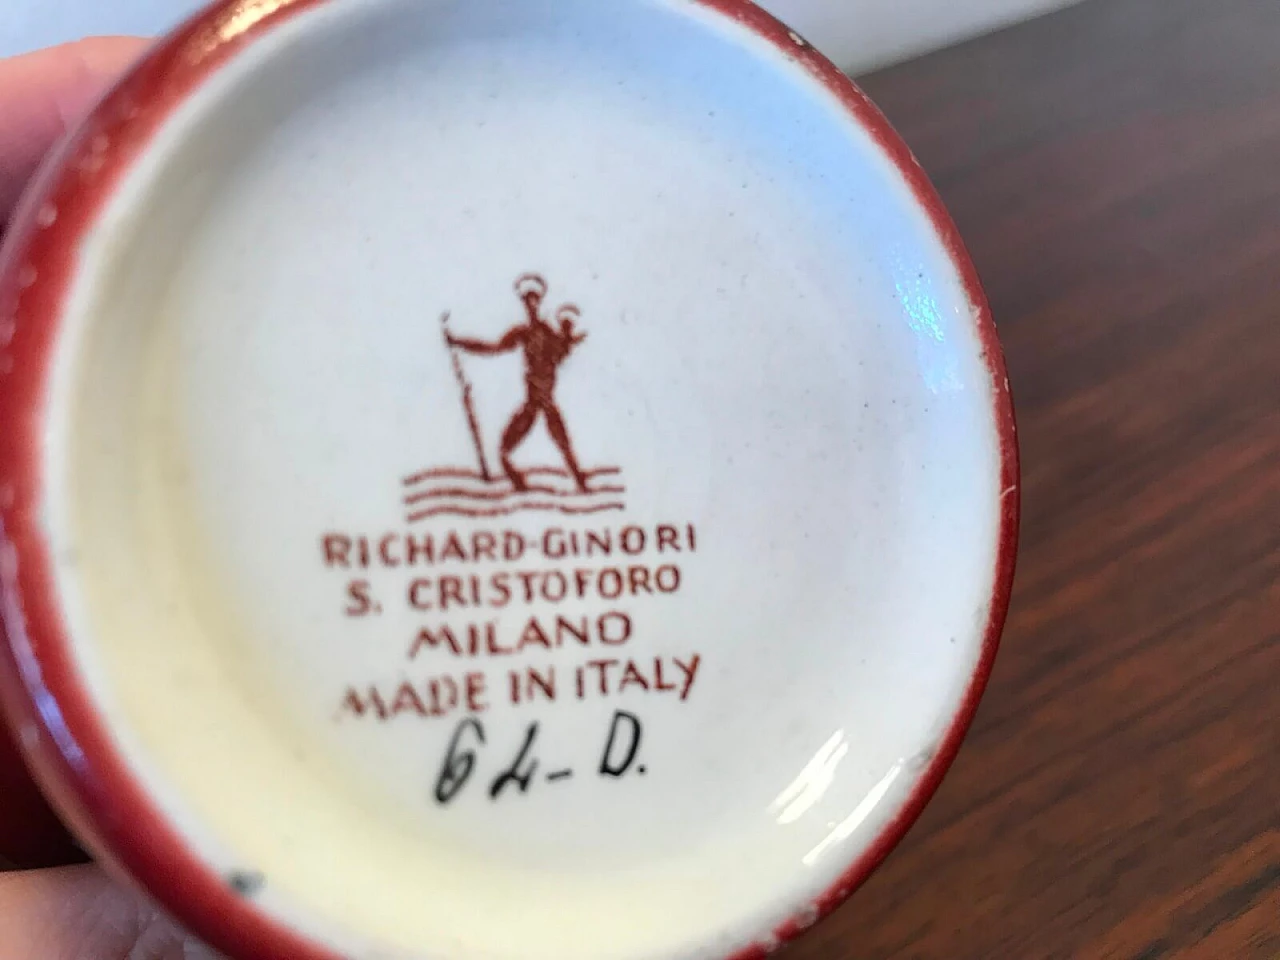 RICHARD-GINORI
S. CRISTOFORO
MILANO
MADE IN ITALY
64-D.